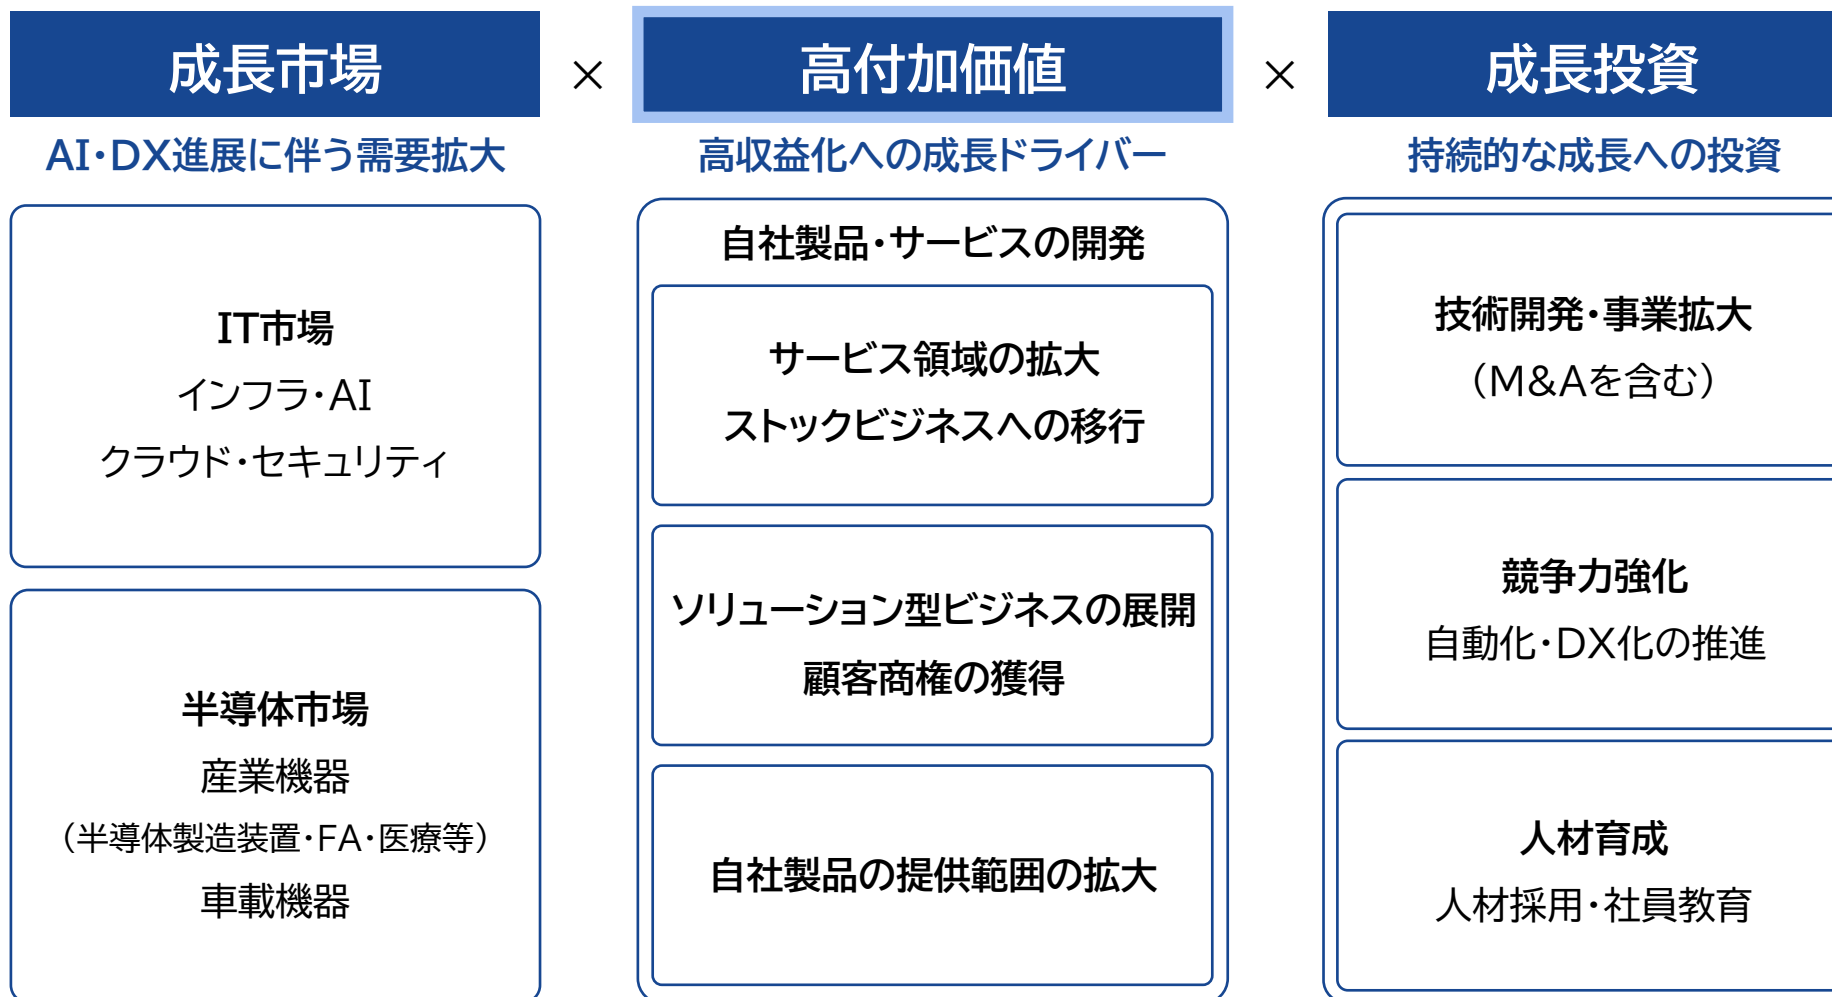 成長市場
×
高付加価値
×
成長投資
AI・DX進展に伴う需要拡大
高収益化への成長ドライバー
持続的な成長への投資
IT市場
インフラ・AI
クラウド・セキュリティ
半導体市場
産業機器
（半導体製造装置・FA・医療等）
車載機器
自社製品・サービスの開発
サービス領域の拡大
ストックビジネスへの移行
ソリューション型ビジネスの展開
顧客商権の獲得
自社製品の提供範囲の拡大
技術開発・事業拡大
（M&Aを含む）
競争力強化
自動化・DX化の推進
人材育成
人材採用・社員教育